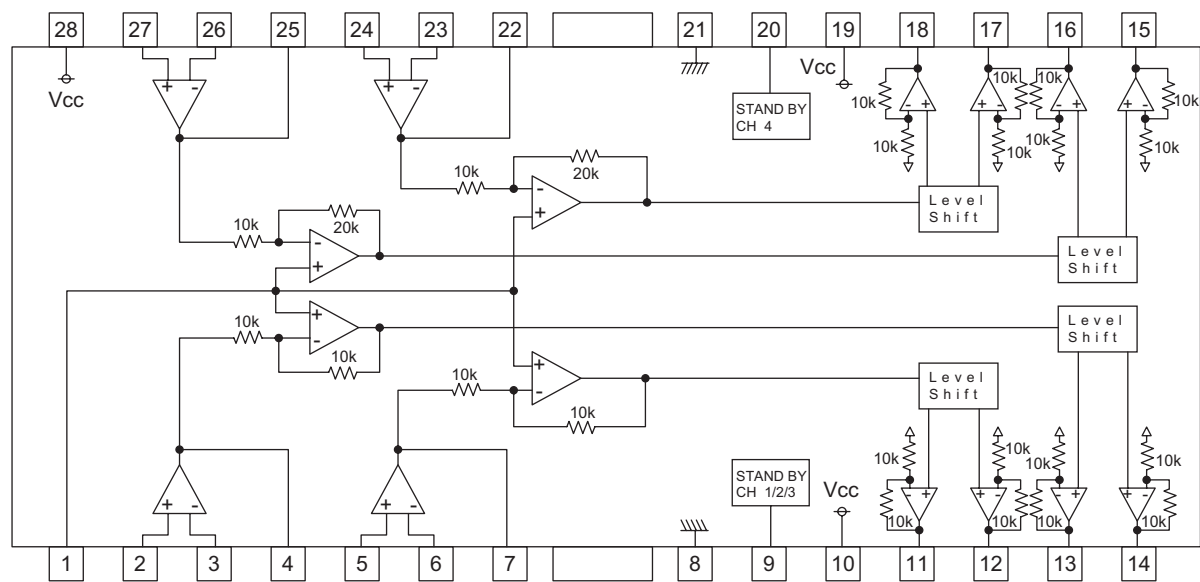 28 27 26 25 24 23 22 21 20 19 18 17 16 15
Vcc
+ -
+ -
STAND BY
CH 4
Vcc
- +
+ -
- +
+ -
10k 10k 10k 10k
10k 10k 10k 10k
10k
20k
-
+
Level
Shift
10k
20k
-
+
Level
Shift
10k
+
-
10k
Level
Shift
10k
+
-
10k
Level
Shift
+ -
+ -
STAND BY
CH 1/2/3
Vcc
10k 10k 10k 10k
- +
+ -
- +
+ -
10k 10k 10k 10k
1 2 3 4 5 6 7 8 9 10 11 12 13 14